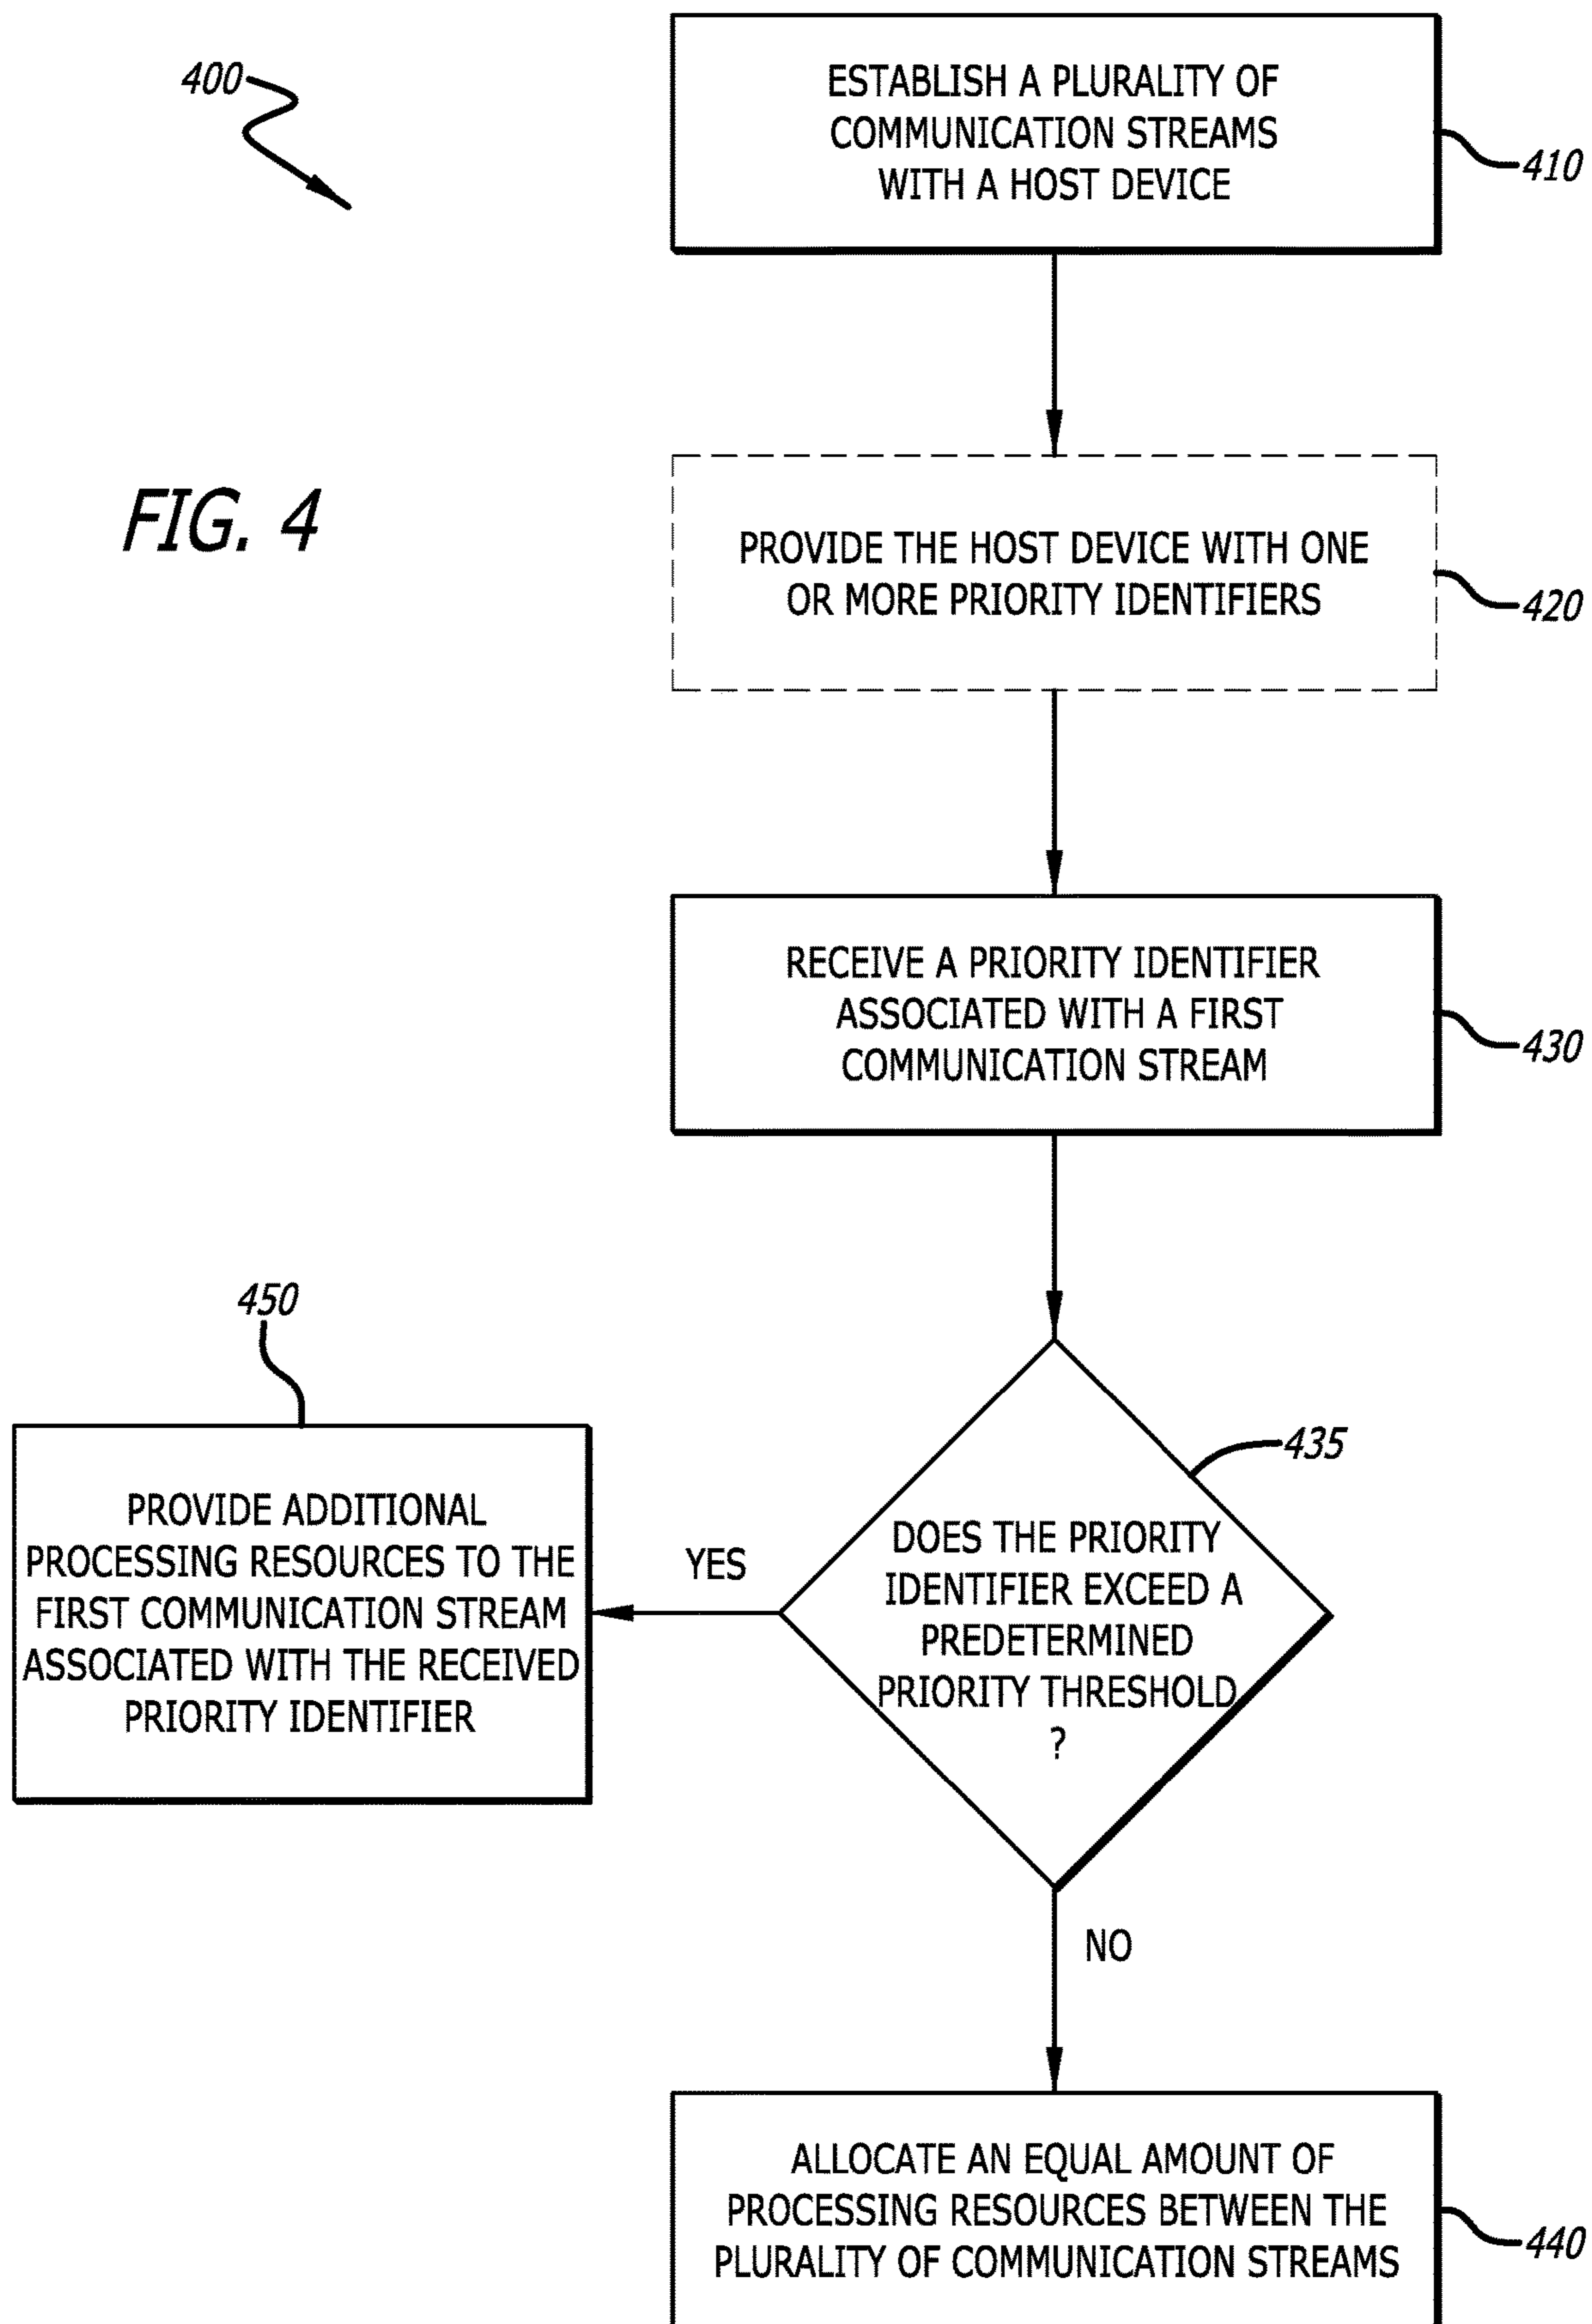 400
ESTABLISH A PLURALITY OF
COMMUNICATION STREAMS
WITH A HOST DEVICE
410
FIG. 4
PROVIDE THE HOST DEVICE WITH ONE
OR MORE PRIORITY IDENTIFIERS
420
RECEIVE A PRIORITY IDENTIFIER
ASSOCIATED WITH A FIRST
COMMUNICATION STREAM
430
435
DOES THE PRIORITY
IDENTIFIER EXCEED A
PREDETERMINED
PRIORITY THRESHOLD
?
YES
450
PROVIDE ADDITIONAL
PROCESSING RESOURCES TO THE
FIRST COMMUNICATION STREAM
ASSOCIATED WITH THE RECEIVED
PRIORITY IDENTIFIER
NO
ALLOCATE AN EQUAL AMOUNT OF
PROCESSING RESOURCES BETWEEN THE
PLURALITY OF COMMUNICATION STREAMS
440